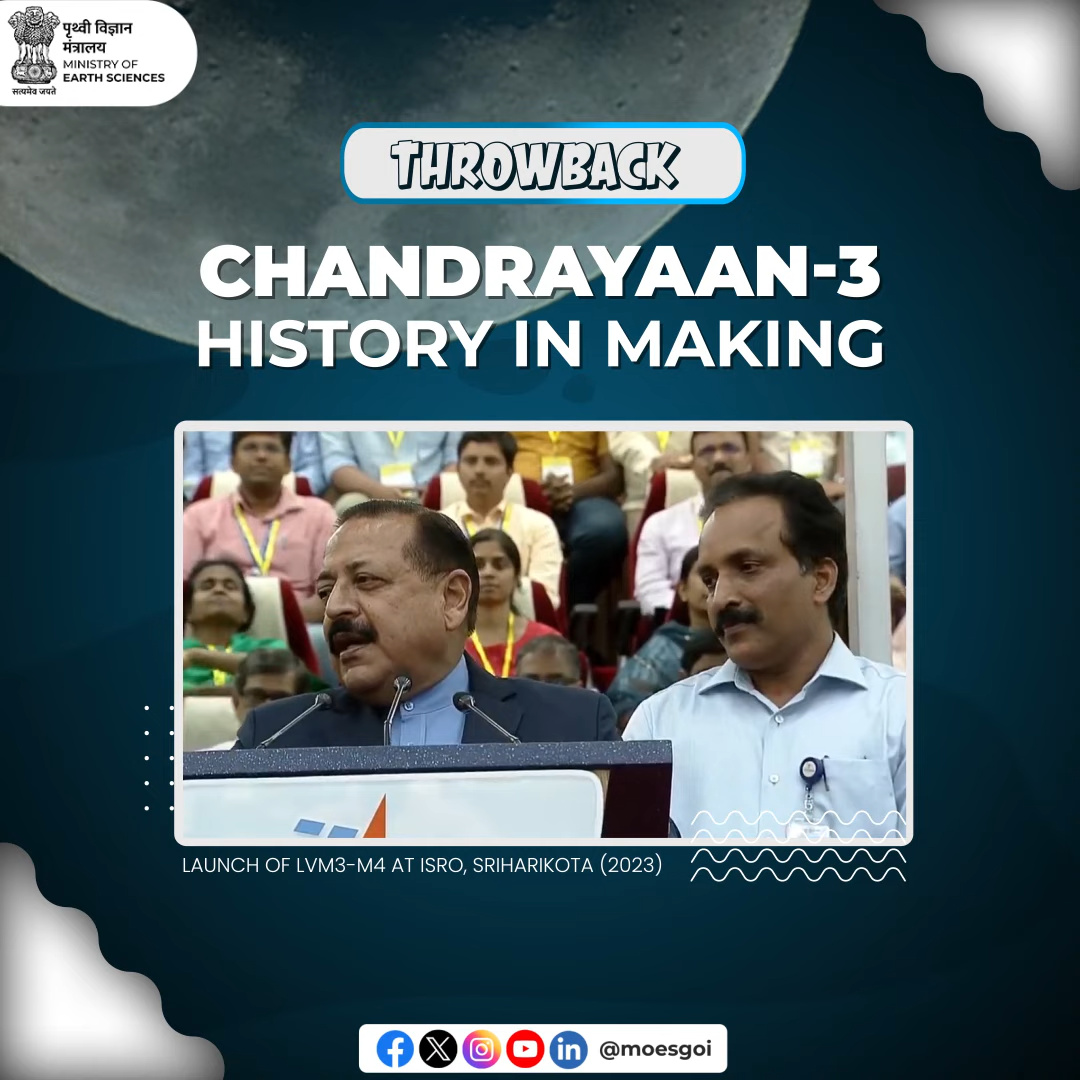 पृथ्वी विज्ञान
मंत्रालय
MINISTRY OF
EARTH SCIENCES
सत्यमेव जयते
THROWBACK
CHANDRAYAAN-3
HISTORY IN MAKING
LAUNCH OF LVM3-M4 AT ISRO, SRIHARIKOTA (2023)
@moesgoi